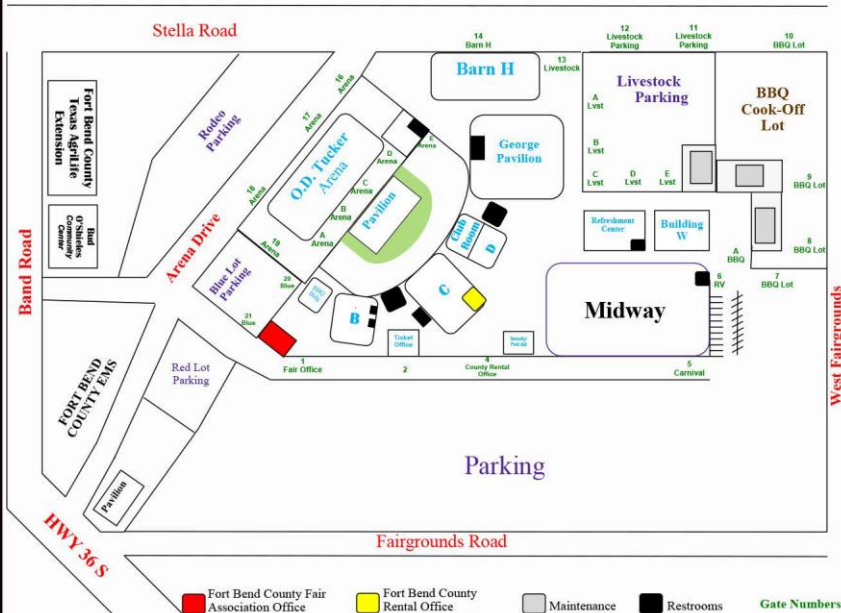 Stella Road
14
Barn H
13
Livestock
12
Livestock
Parking
11
Livestock
Parking
10
BBQ Lot
Fort Bend County
Texas AgriLife
Extension
Rodeo
Parking
16
Arena
17
Arena
18
Arena
19
Arena
O.D. Tucker
Arena
E
Arena
D
Arena
C
Arena
B
Arena
A
Arena
Pavilion
Barn H
George
Pavilion
Livestock
Parking
A
Lvst
B
Lvst
C
Lvst
D
Lvst
E
Lvst
BBQ
Cook-Off
Lot
9
BBQ Lot
8
BBQ Lot
7
BBQ Lot
A
BBQ
6
RV
Bud
O'Shieles
Community
Center
Band Road
Arena Drive
Blue Lot
Parking
20
Blue
21
Blue
B
C
Club
Room
D
Refreshment
Center
Building
W
Midway
Ticket
Office
1
Fair Office
2
4
County Rental
Office
5
Carnival
West Fairgrounds
Red Lot
Parking
FORT BEND
COUNTY EMS
Pavilion
HWY 36 S
Parking
Fairgrounds Road
Fort Bend County Fair
Association Office
Fort Bend County
Rental Office
Maintenance
Restrooms
Gate Numbers